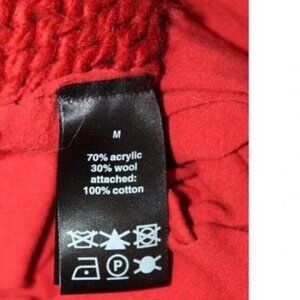 M
70% acrylic
30% wool
attached:
100% cotton
P